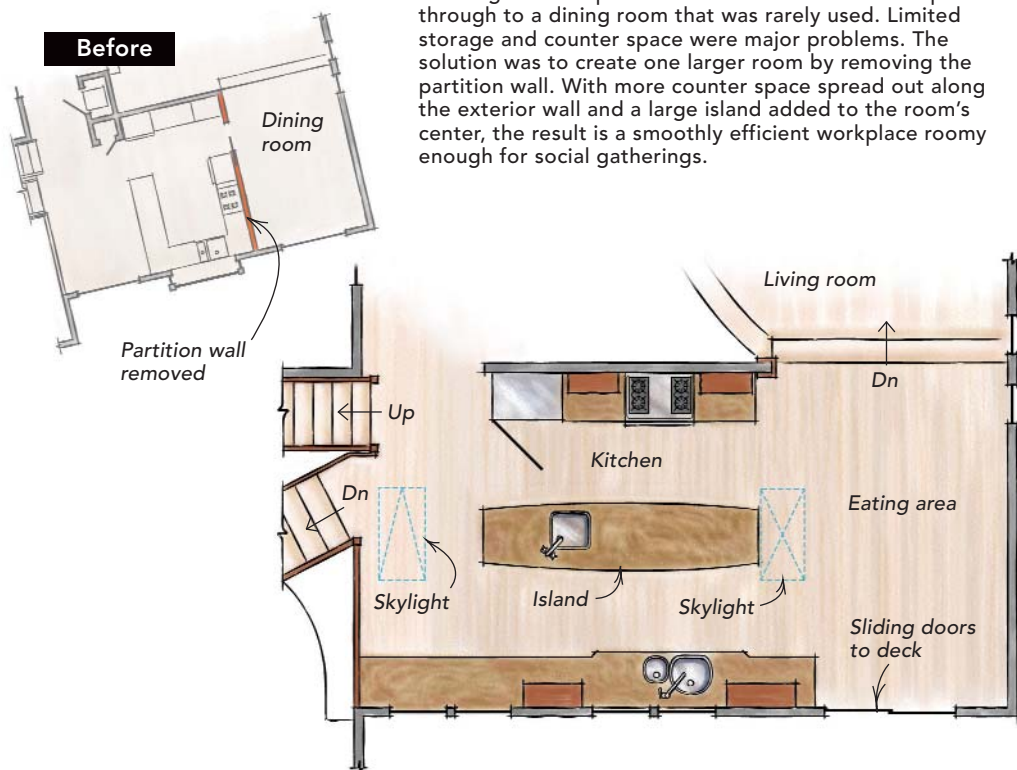 through to a dining room that was rarely used. Limited
storage and counter space were major problems. The
solution was to create one larger room by removing the
partition wall. With more counter space spread out along
the exterior wall and a large island added to the room’s
center, the result is a smoothly efficient workplace roomy
enough for social gatherings.
Before
Dining
room
Partition wall
removed
Living room
Dn
Up
Kitchen
Dn
Eating area
Skylight
Island
Skylight
Sliding doors
to deck